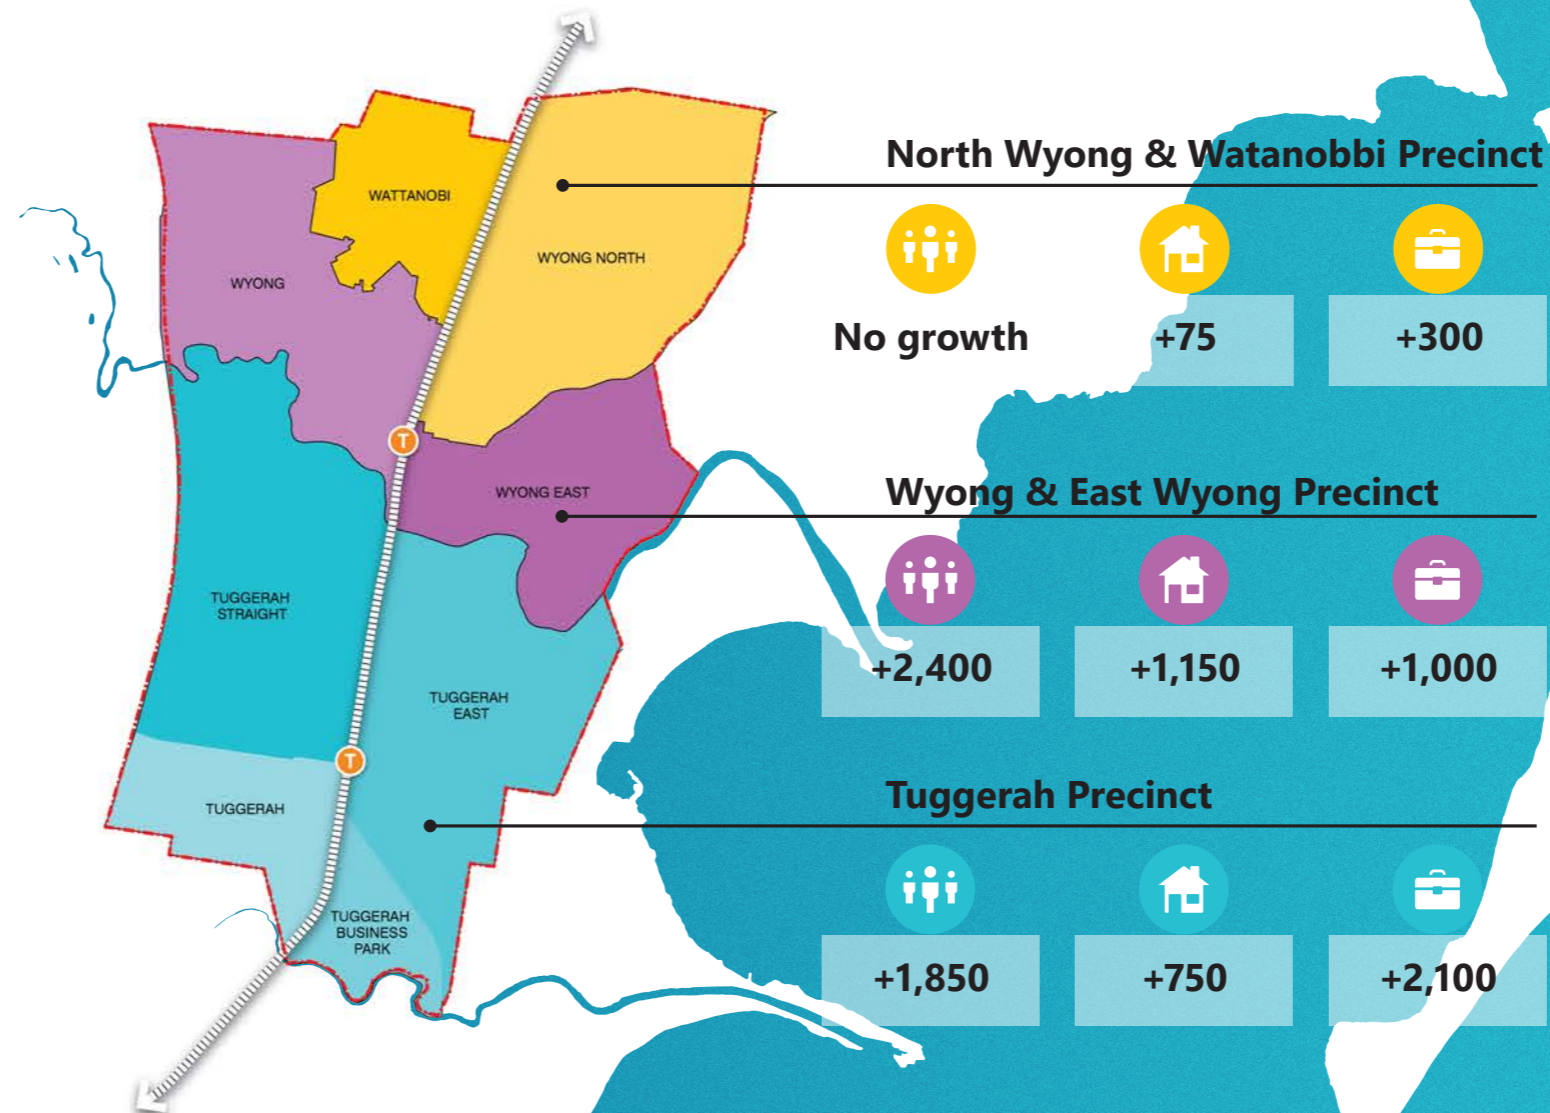 WATTANOBI
WYONG NORTH
WYONG
T
WYONG EAST
TUGGERAH
STRAIGHT
TUGGERAH
EAST
T
TUGGERAH
TUGGERAH
BUSINESS
PARK
North Wyong & Watanobbi Precinct
No growth +75 +300
Wyong & East Wyong Precinct
+2,400 +1,150 +1,000
Tuggerah Precinct
+1,850 +750 +2,100